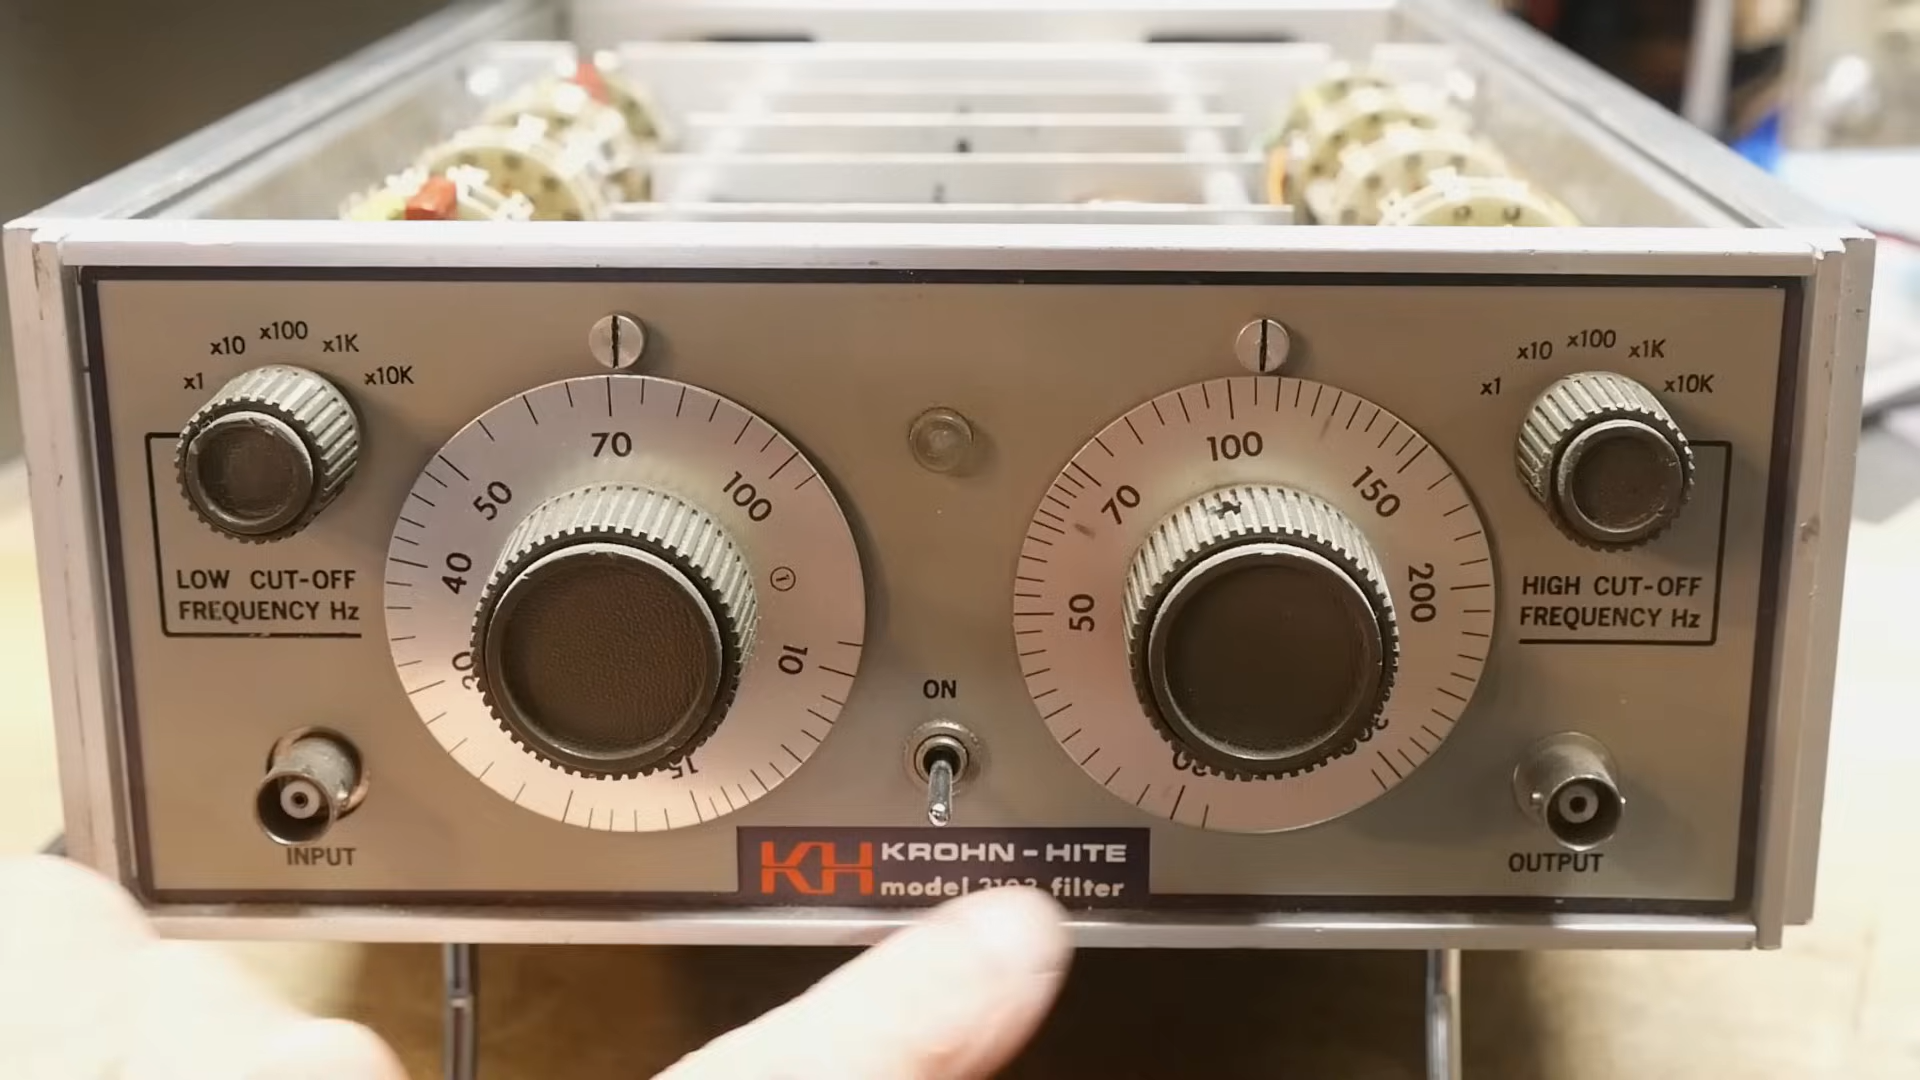 x1 x10 x100 x1K x10K
LOW CUT-OFF
FREQUENCY Hz
INPUT
70
100
50
40
30
10
15
ON
KH KROHN-HITE
model filter
100
70
150
50
200
x1 x10 x100 x1K x10K
HIGH CUT-OFF
FREQUENCY Hz
OUTPUT